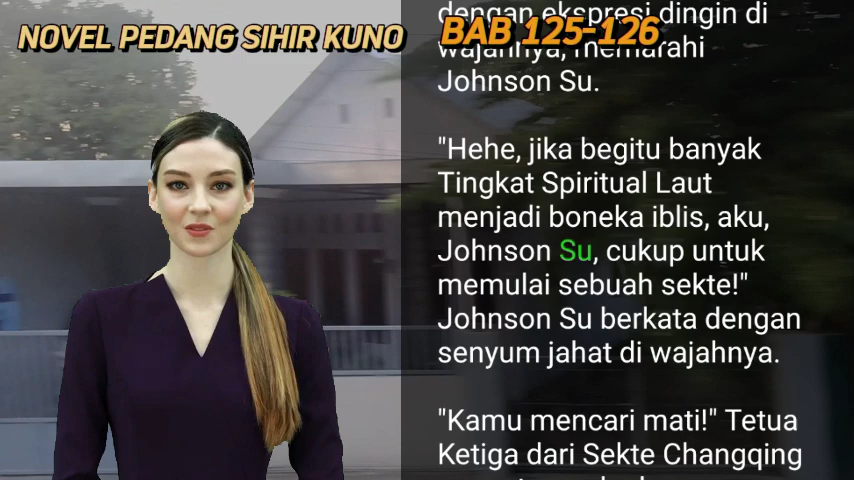 NOVEL PEDANG SIHIR KUNO
BAB 125-126
dengan ekspresi dingin di
wajahnya, memarahi
Johnson Su.
"Hehe, jika begitu banyak
Tingkat Spiritual Laut
menjadi boneka iblis, aku,
Johnson Su, cukup untuk
memulai sebuah sekte!"
Johnson Su berkata dengan
senyum jahat di wajahnya.
"Kamu mencari mati!" Tetua
Ketiga dari Sekte Changqing